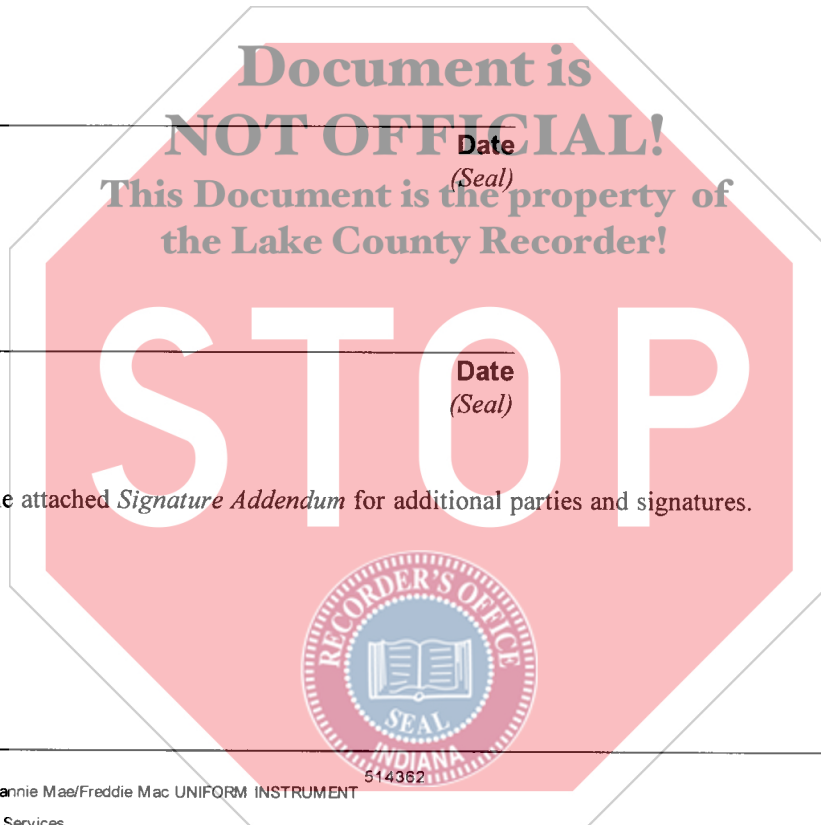 Document is
NOT OFFICIAL!
Date
(Seal)
This Document is the property of
the Lake County Recorder!
STOP
Date
(Seal)
e attached Signature Addendum for additional parties and signatures.
RECORDER'S OFFICE
SEAL
INDIANA
514362
annie Mae/Freddie Mac UNIFORM INSTRUMENT
Services